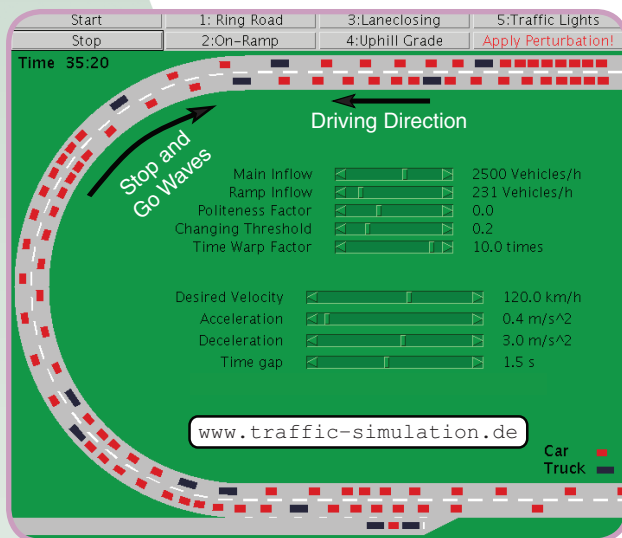 Start 1: Ring Road 3:Laneclosing 5:Traffic Lights
Stop 2:On-Ramp 4:Uphill Grade Apply Perturbation!
Time 35:20
Driving Direction
Stop and
Go Waves
Main Inflow 2500 Vehicles/h
Ramp Inflow 231 Vehicles/h
Politeness Factor 0.0
Changing Threshold 0.2
Time Warp Factor 10.0 times
Desired Velocity 120.0 km/h
Acceleration 0.4 m/s^2
Deceleration 3.0 m/s^2
Time gap 1.5 s
www.traffic-simulation.de
Car
Truck